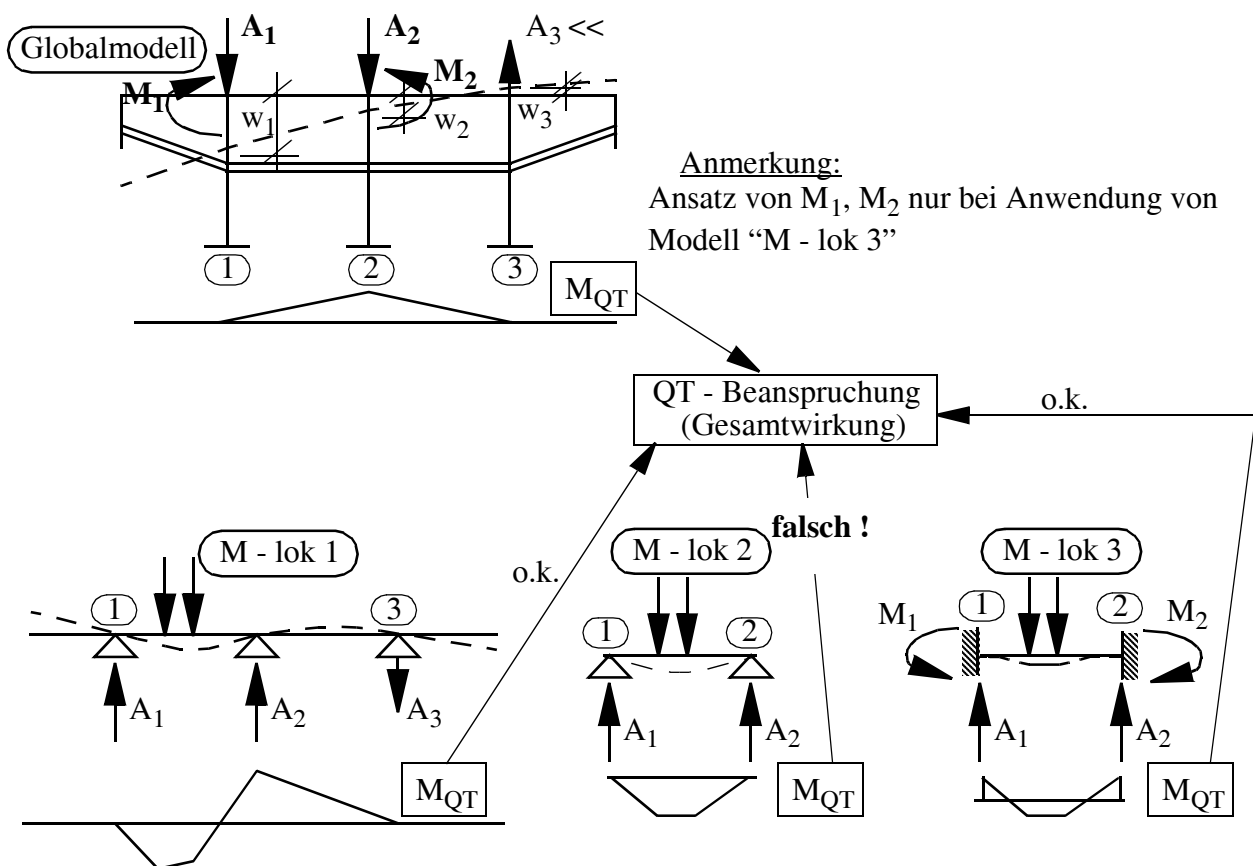 A1
A2
A3 <<
Globalmodell
M1
M2
w1
w2
w3
Anmerkung:
Ansatz von M1, M2 nur bei Anwendung von
Modell “M - lok 3”
1
2
3
MQT
QT - Beanspruchung
(Gesamtwirkung)
o.k.
falsch !
M - lok 1
o.k.
M - lok 2
M - lok 3
1
3
1
2
M1
1
2
M2
A1
A2
A3
A1
A2
A1
A2
MQT
MQT
MQT